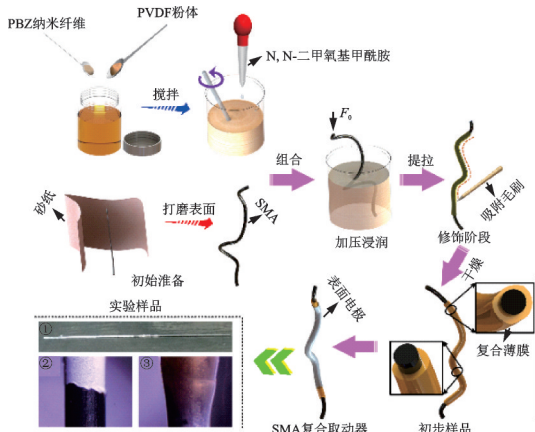 PBZ纳米纤维
PVDF粉体
N, N-二甲氧基甲酰胺
搅拌
F₀
组合
提拉
砂纸
打磨表面
SMA
吸附毛刷
加压浸润
修饰阶段
初始准备
干燥
实验样品
表面电极
①
②
③
复合薄膜
SMA复合取动器
初步样品